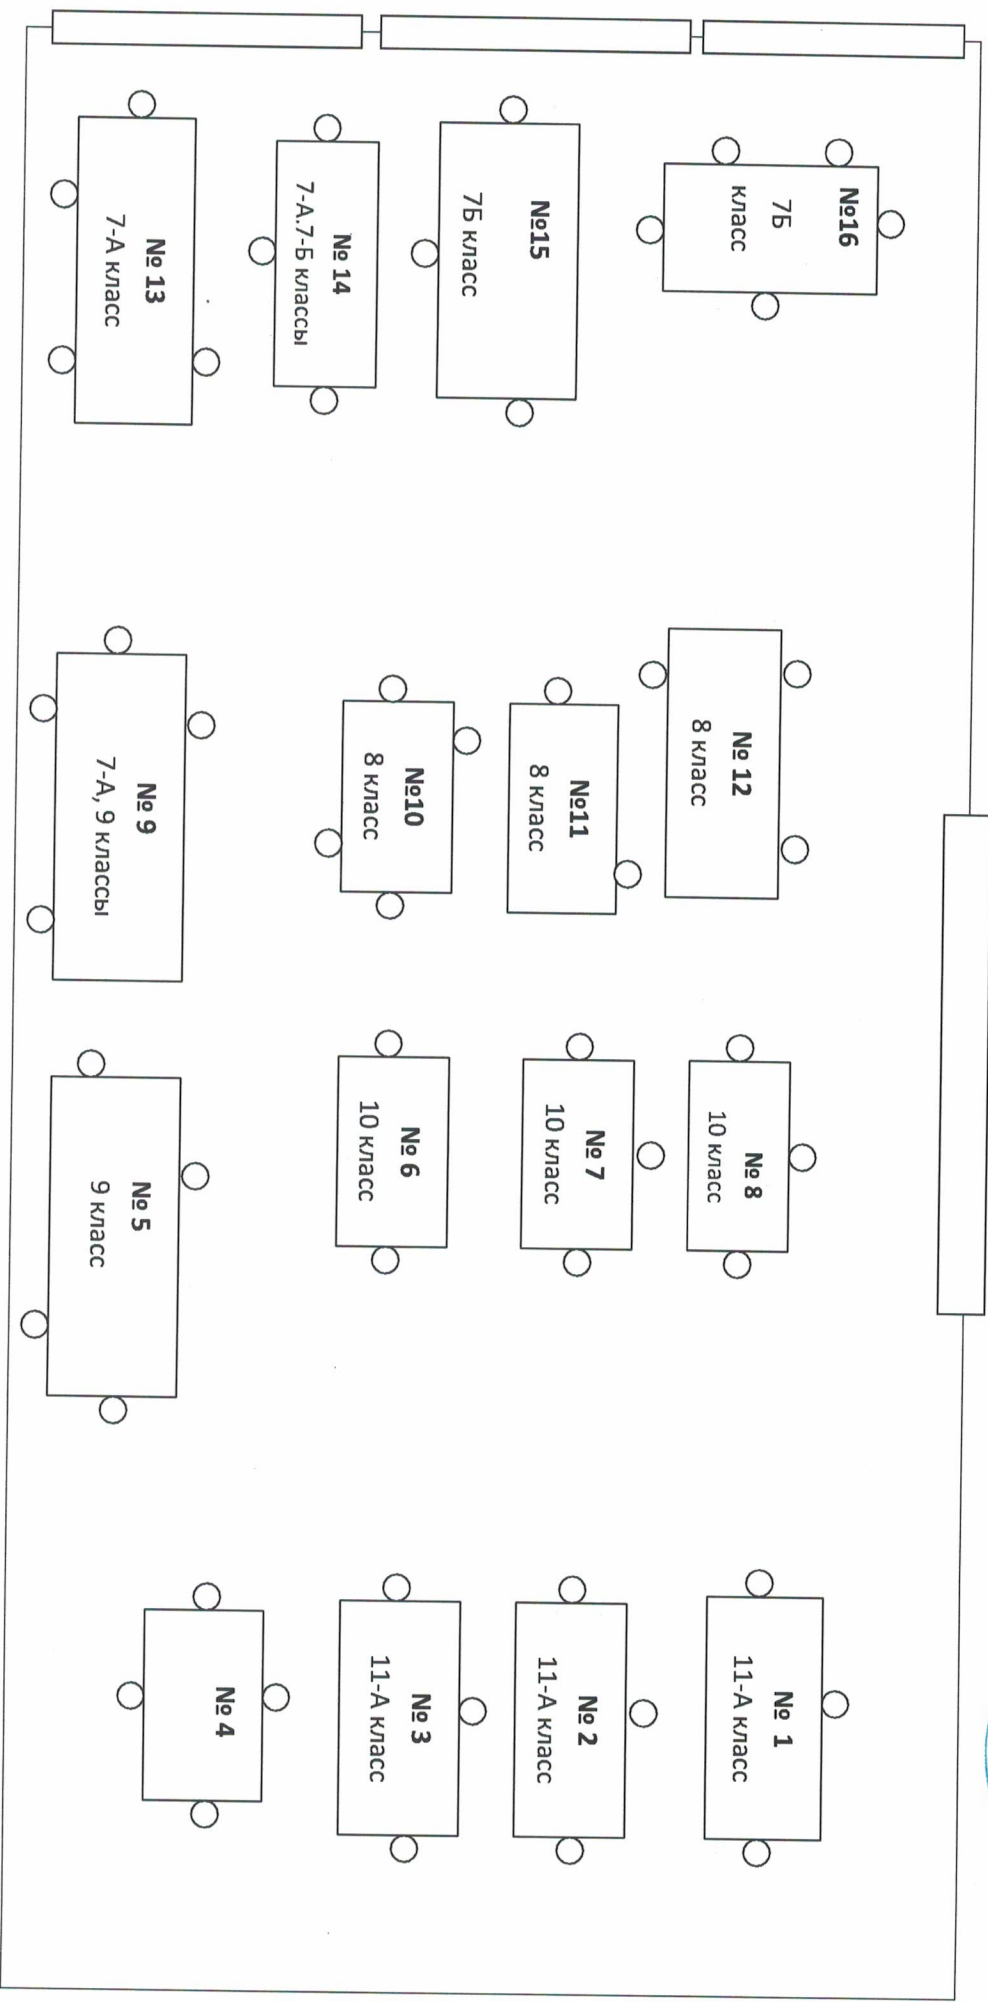 №16
7Б
класс
№15
7Б класс
№ 14
7-А.7-Б классы
№ 13
7-А класс
№ 12
8 класс
№11
8 класс
№10
8 класс
№ 9
7-А, 9 классы
№ 8
10 класс
№ 7
10 класс
№ 6
10 класс
№ 5
9 класс
№ 1
11-А класс
№ 2
11-А класс
№ 3
11-А класс
№ 4